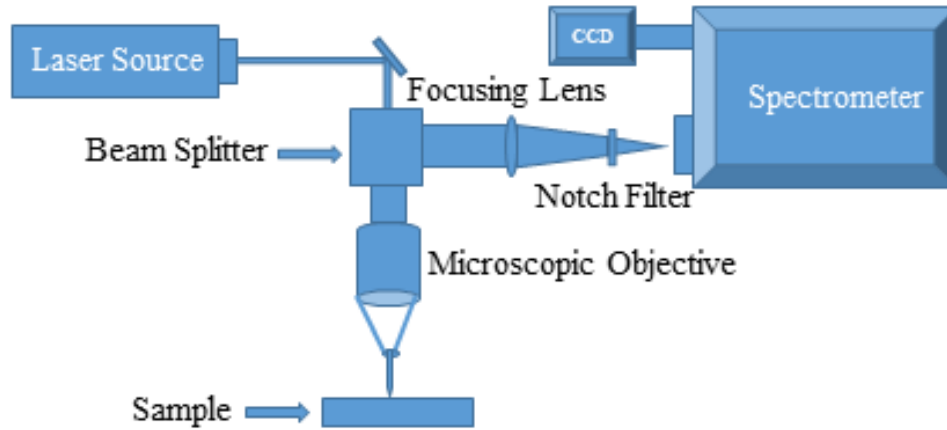 Laser Source
CCD
Spectrometer
Focusing Lens
Beam Splitter
Notch Filter
Microscopic Objective
Sample